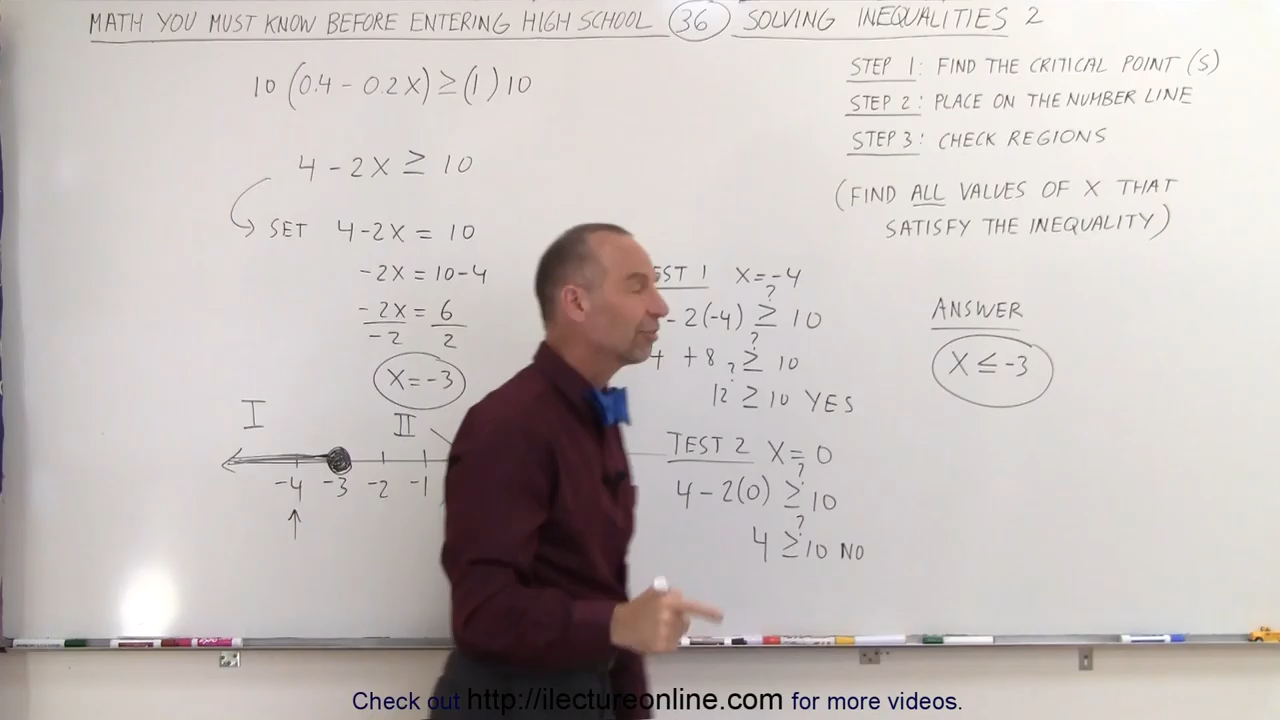 MATH YOU MUST KNOW BEFORE ENTERING HIGH SCHOOL 36 SOLVING INEQUALITIES 2
10 (0.4 - 0.2X) ≥ (1) 10
4 - 2X ≥ 10
SET 4-2X = 10
-2X = 10-4
-2X = 6
-2 2
X=-3
I
II
-4 -3 -2 -1
1 X=-4
- 2(-4) ≥ 10
?
4 +8 ≥ 10
?
12 ≥ 10 YES
?
TEST 2 X = 0
4 - 2(0) ≥ 10
?
4 ≥ 10 NO
?
STEP 1: FIND THE CRITICAL POINT (S)
STEP 2: PLACE ON THE NUMBER LINE
STEP 3: CHECK REGIONS
(FIND ALL VALUES OF X THAT
SATISFY THE INEQUALITY)
ANSWER
X ≤ -3
Check out http://ilectureonline.com for more videos.